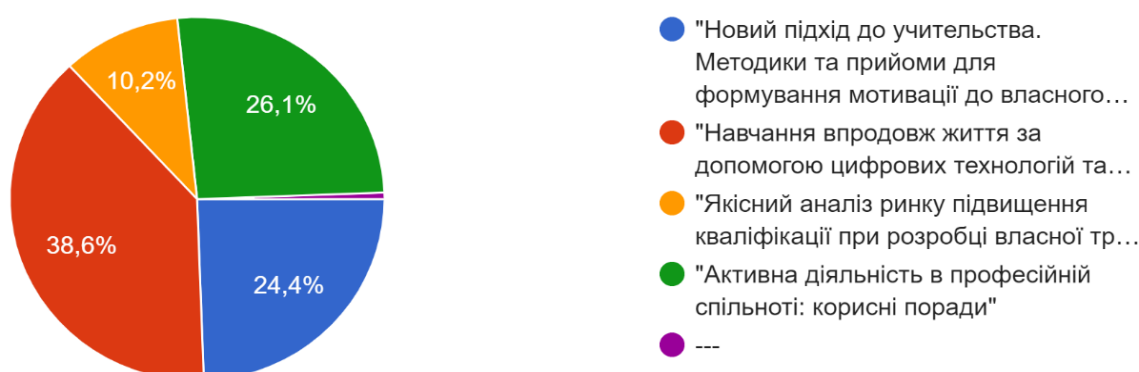 10,2%
26,1%
38,6%
24,4%
"Новий підхід до учительства.
Методики та прийоми для
формування мотивації до власного…
"Навчання впродовж життя за
допомогою цифрових технологій та…
"Якісний аналіз ринку підвищення
кваліфікації при розробці власної тр…
"Активна діяльність в професійній
спільноті: корисні поради"
---